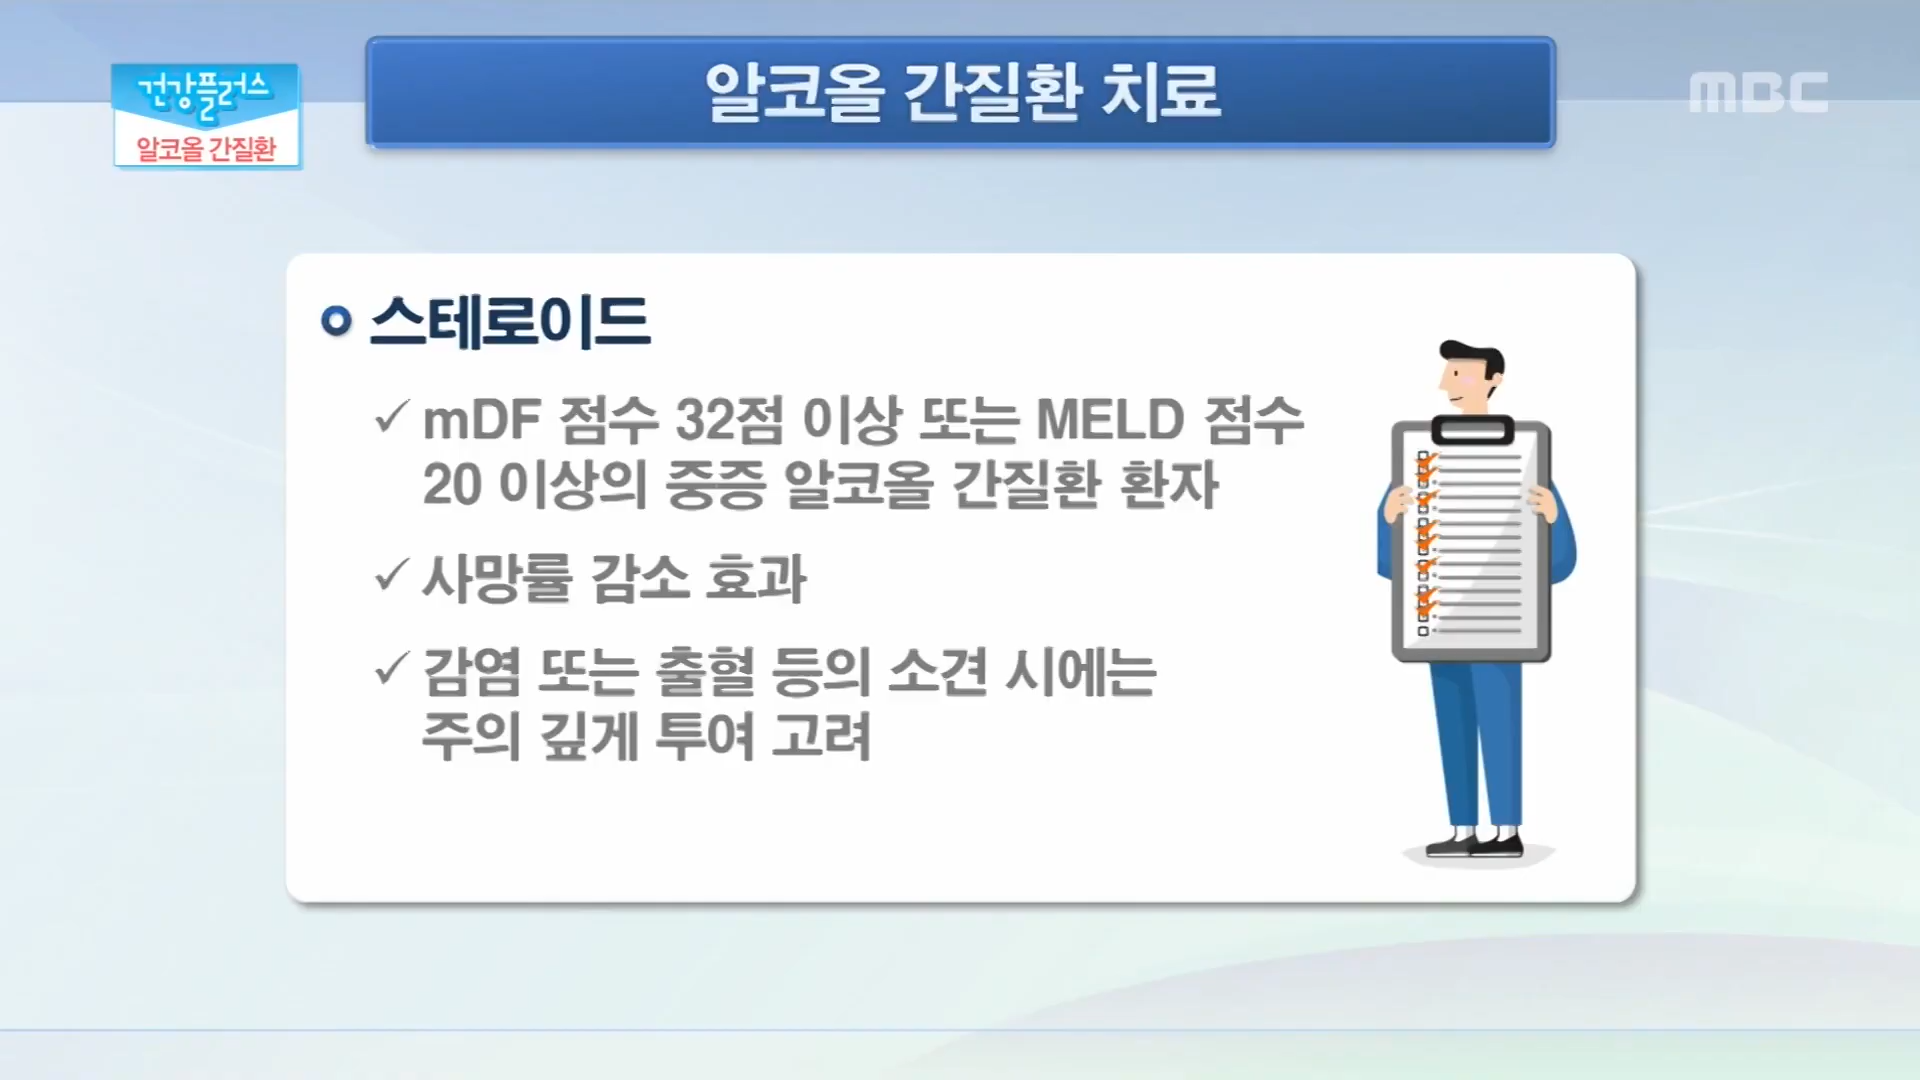 건강플러스
알코올 간질환
알코올 간질환 치료
MBC
스테로이드
mDF 점수 32점 이상 또는 MELD 점수
20 이상의 중증 알코올 간질환 환자
사망률 감소 효과
감염 또는 출혈 등의 소견 시에는
주의 깊게 투여 고려